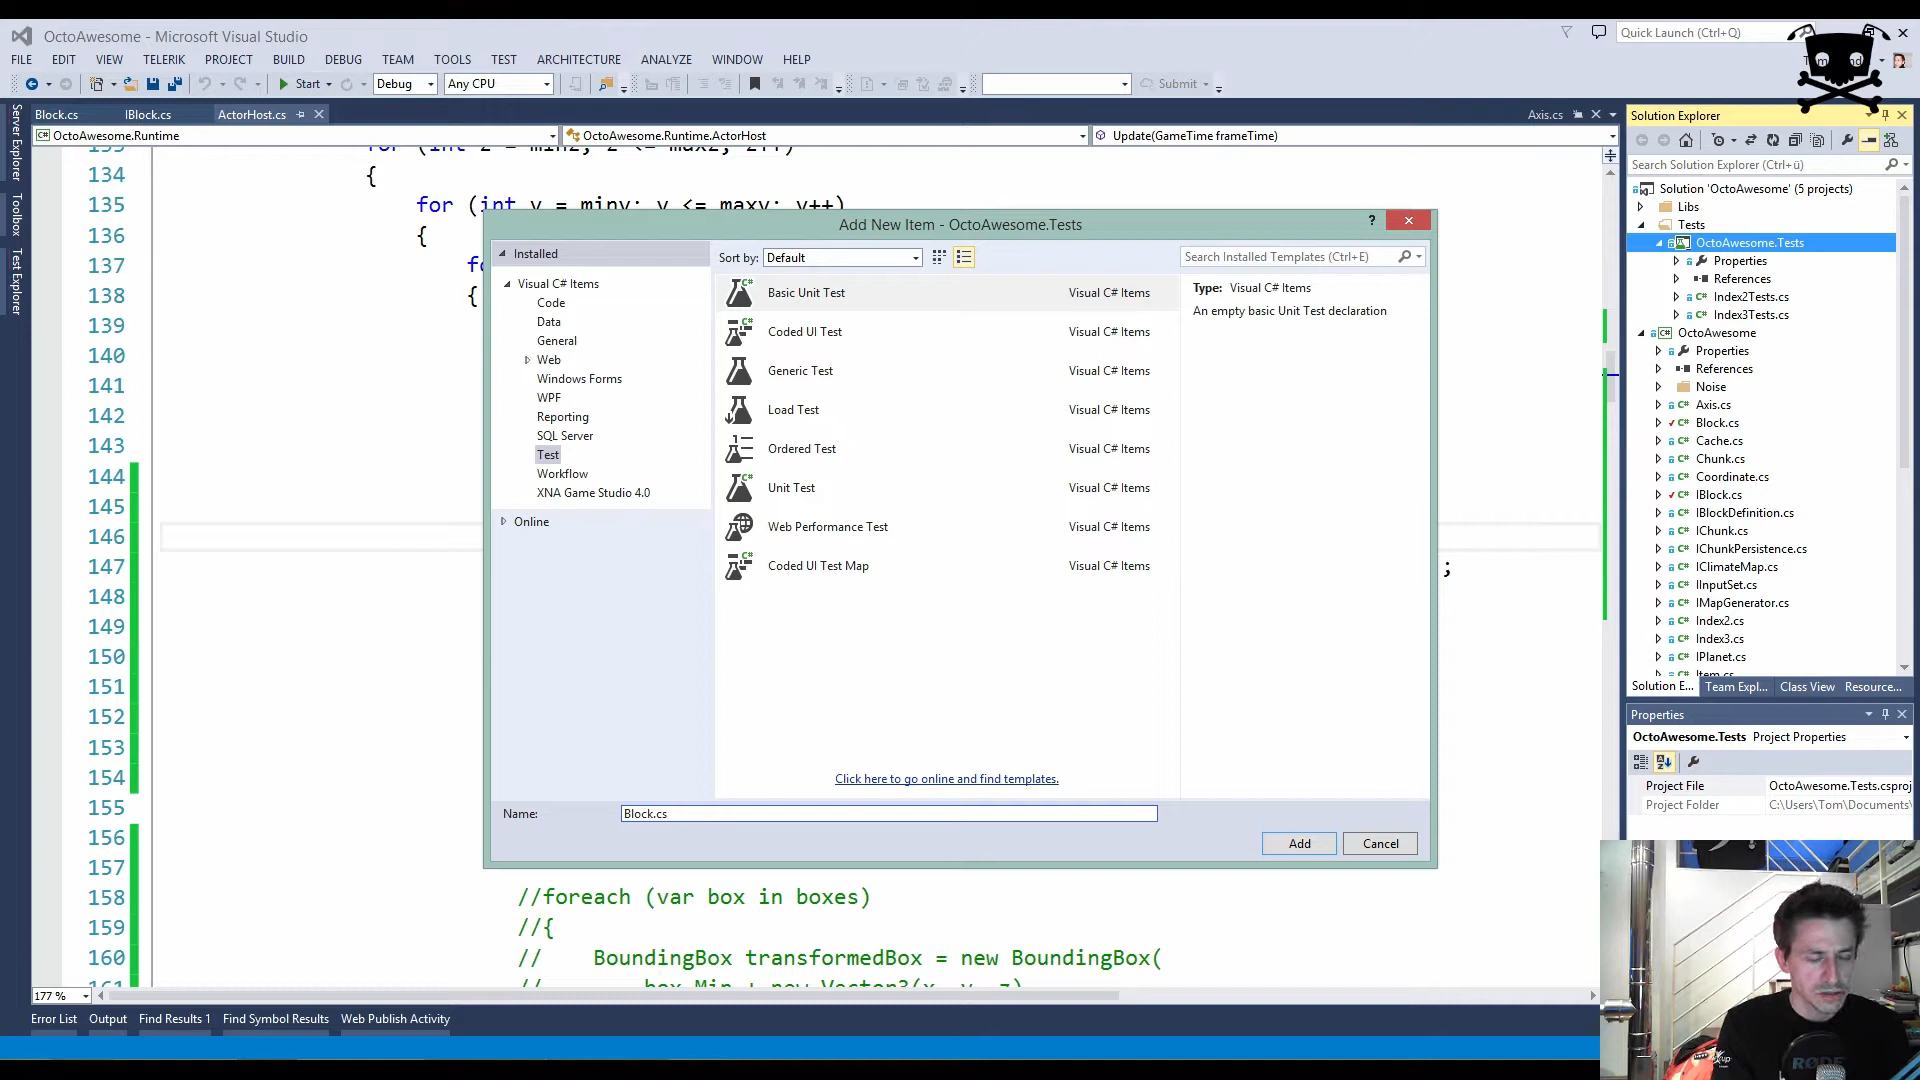 OctoAwesome - Microsoft Visual Studio
Quick Launch (Ctrl+Q)
FILE EDIT VIEW TELERIK PROJECT BUILD DEBUG TEAM TOOLS TEST ARCHITECTURE ANALYZE WINDOW HELP
Start Debug Any CPU Submit
Block.cs IBlock.cs ActorHost.cs Axis.cs
OctoAwesome.Runtime OctoAwesome.Runtime.ActorHost Update(GameTime frameTime)
Server Explorer
Toolbox
Test Explorer
134 {
135 for (int y = miny; y <= maxy; y++)
136 {
137
138 {
139
140
141
142
143
144
145
146
147 ;
148
149
150
151
152
153
154
155
156
157
158 //foreach (var box in boxes)
159 //{
160 // BoundingBox transformedBox = new BoundingBox(
161 // box.Min + new Vector3(x, y, z),
177 %
Add New Item - OctoAwesome.Tests
?
Installed
Visual C# Items
Code
Data
General
Web
Windows Forms
WPF
Reporting
SQL Server
Test
Workflow
XNA Game Studio 4.0
Online
Sort by: Default
Search Installed Templates (Ctrl+E)
Basic Unit Test Visual C# Items
Coded UI Test Visual C# Items
Generic Test Visual C# Items
Load Test Visual C# Items
Ordered Test Visual C# Items
Unit Test Visual C# Items
Web Performance Test Visual C# Items
Coded UI Test Map Visual C# Items
Type: Visual C# Items
An empty basic Unit Test declaration
Click here to go online and find templates.
Name: Block.cs
Add Cancel
Solution Explorer
Search Solution Explorer (Ctrl+ü)
Solution 'OctoAwesome' (5 projects)
Libs
Tests
OctoAwesome.Tests
Properties
References
Index2Tests.cs
Index3Tests.cs
OctoAwesome
Properties
References
Noise
Axis.cs
Block.cs
Cache.cs
Chunk.cs
Coordinate.cs
IBlock.cs
IBlockDefinition.cs
IChunk.cs
IChunkPersistence.cs
IClimateMap.cs
IInputSet.cs
IMapGenerator.cs
Index2.cs
Index3.cs
IPlanet.cs
Item.cs
Solution E... Team Expl... Class View Resource...
Properties
OctoAwesome.Tests Project Properties
Project File OctoAwesome.Tests.csproj
Project Folder C:\Users\Tom\Documents\
Error List Output Find Results 1 Find Symbol Results Web Publish Activity
RØDE